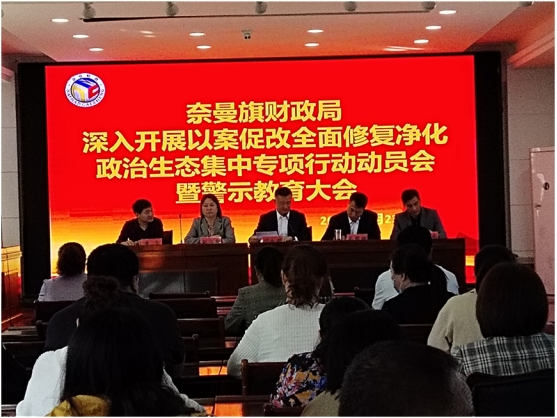 奈曼旗财政局
深入开展以案促改全面修复净化
政治生态集中专项行动动员会
暨警示教育大会